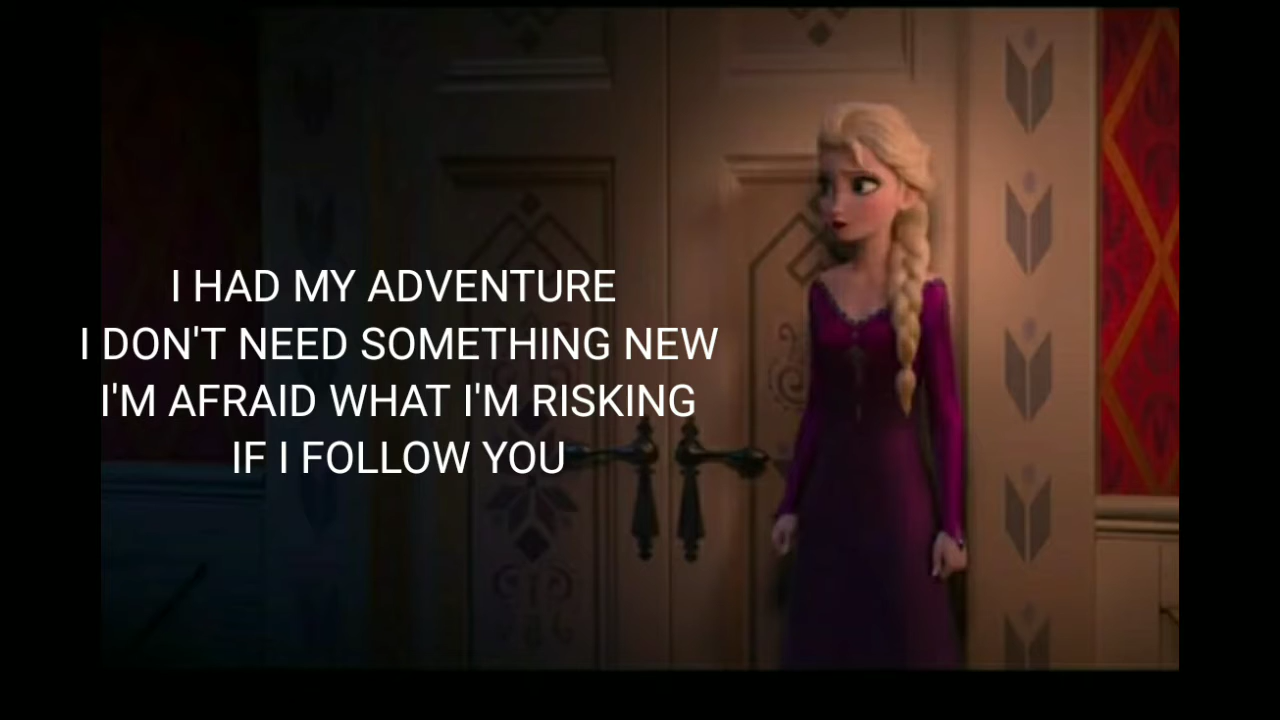 I HAD MY ADVENTURE
I DON'T NEED SOMETHING NEW
I'M AFRAID WHAT I'M RISKING
IF I FOLLOW YOU